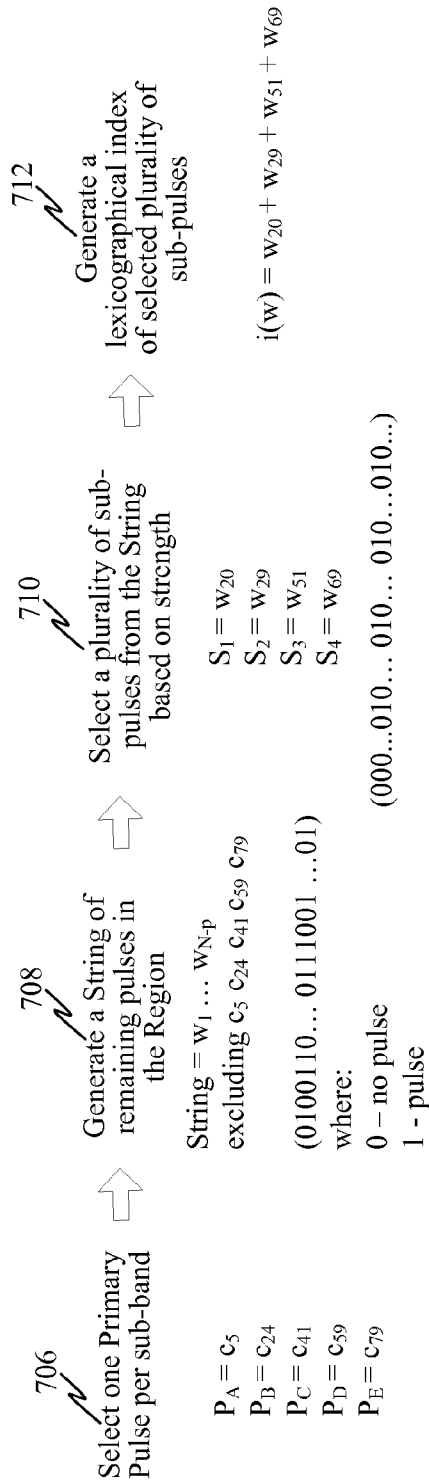 706
Select one Primary
Pulse per sub-band
P_A = c_5
P_B = c_24
P_C = c_41
P_D = c_59
P_E = c_79
708
Generate a String of
remaining pulses in
the Region
String = w_1 ... w_N-p
excluding c_5 c_24 c_41 c_59 c_79
(0100110... 0111001 ...01)
where:
0 – no pulse
1 - pulse
710
Select a plurality of sub-
pulses from the String
based on strength
S_1 = w_20
S_2 = w_29
S_3 = w_51
S_4 = w_69
(000...010... 010... 010...010...)
712
Generate a
lexicographical index
of selected plurality of
sub-pulses
i(w) = w_20 + w_29 + w_51 + w_69